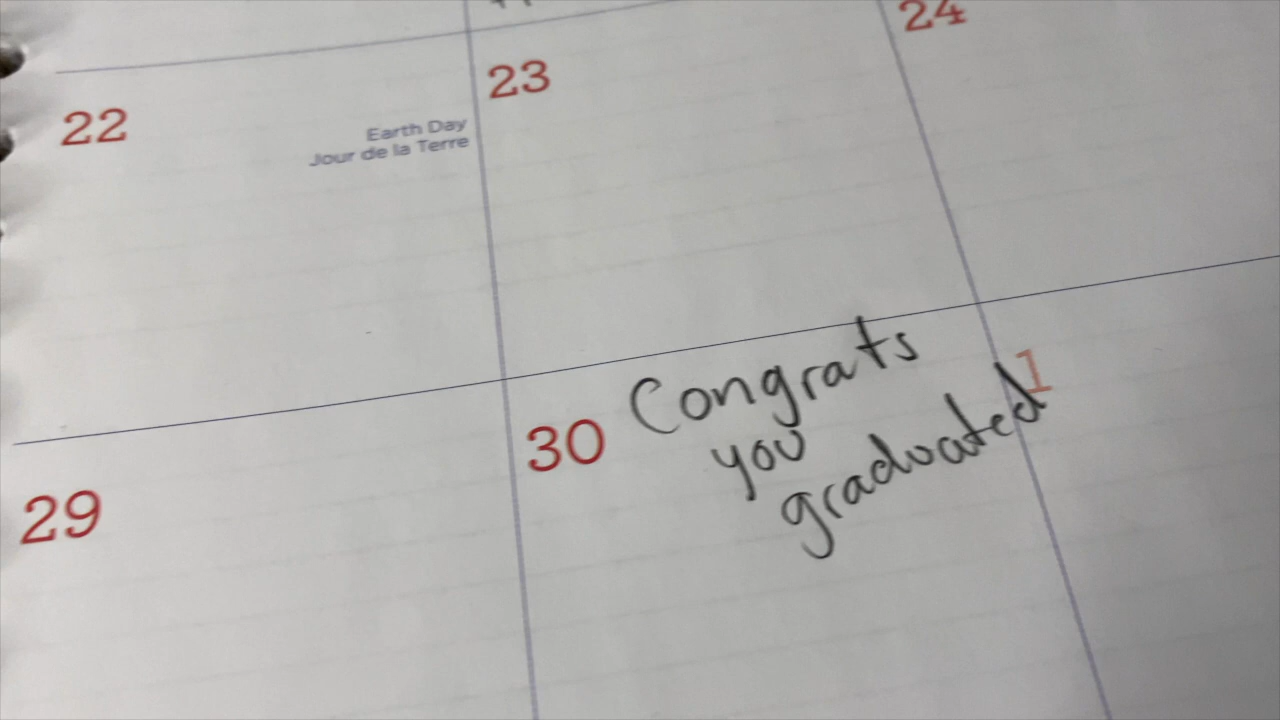 22
Earth Day
Jour de la Terre
23
24
29
30
Congrats
you
graduated
1